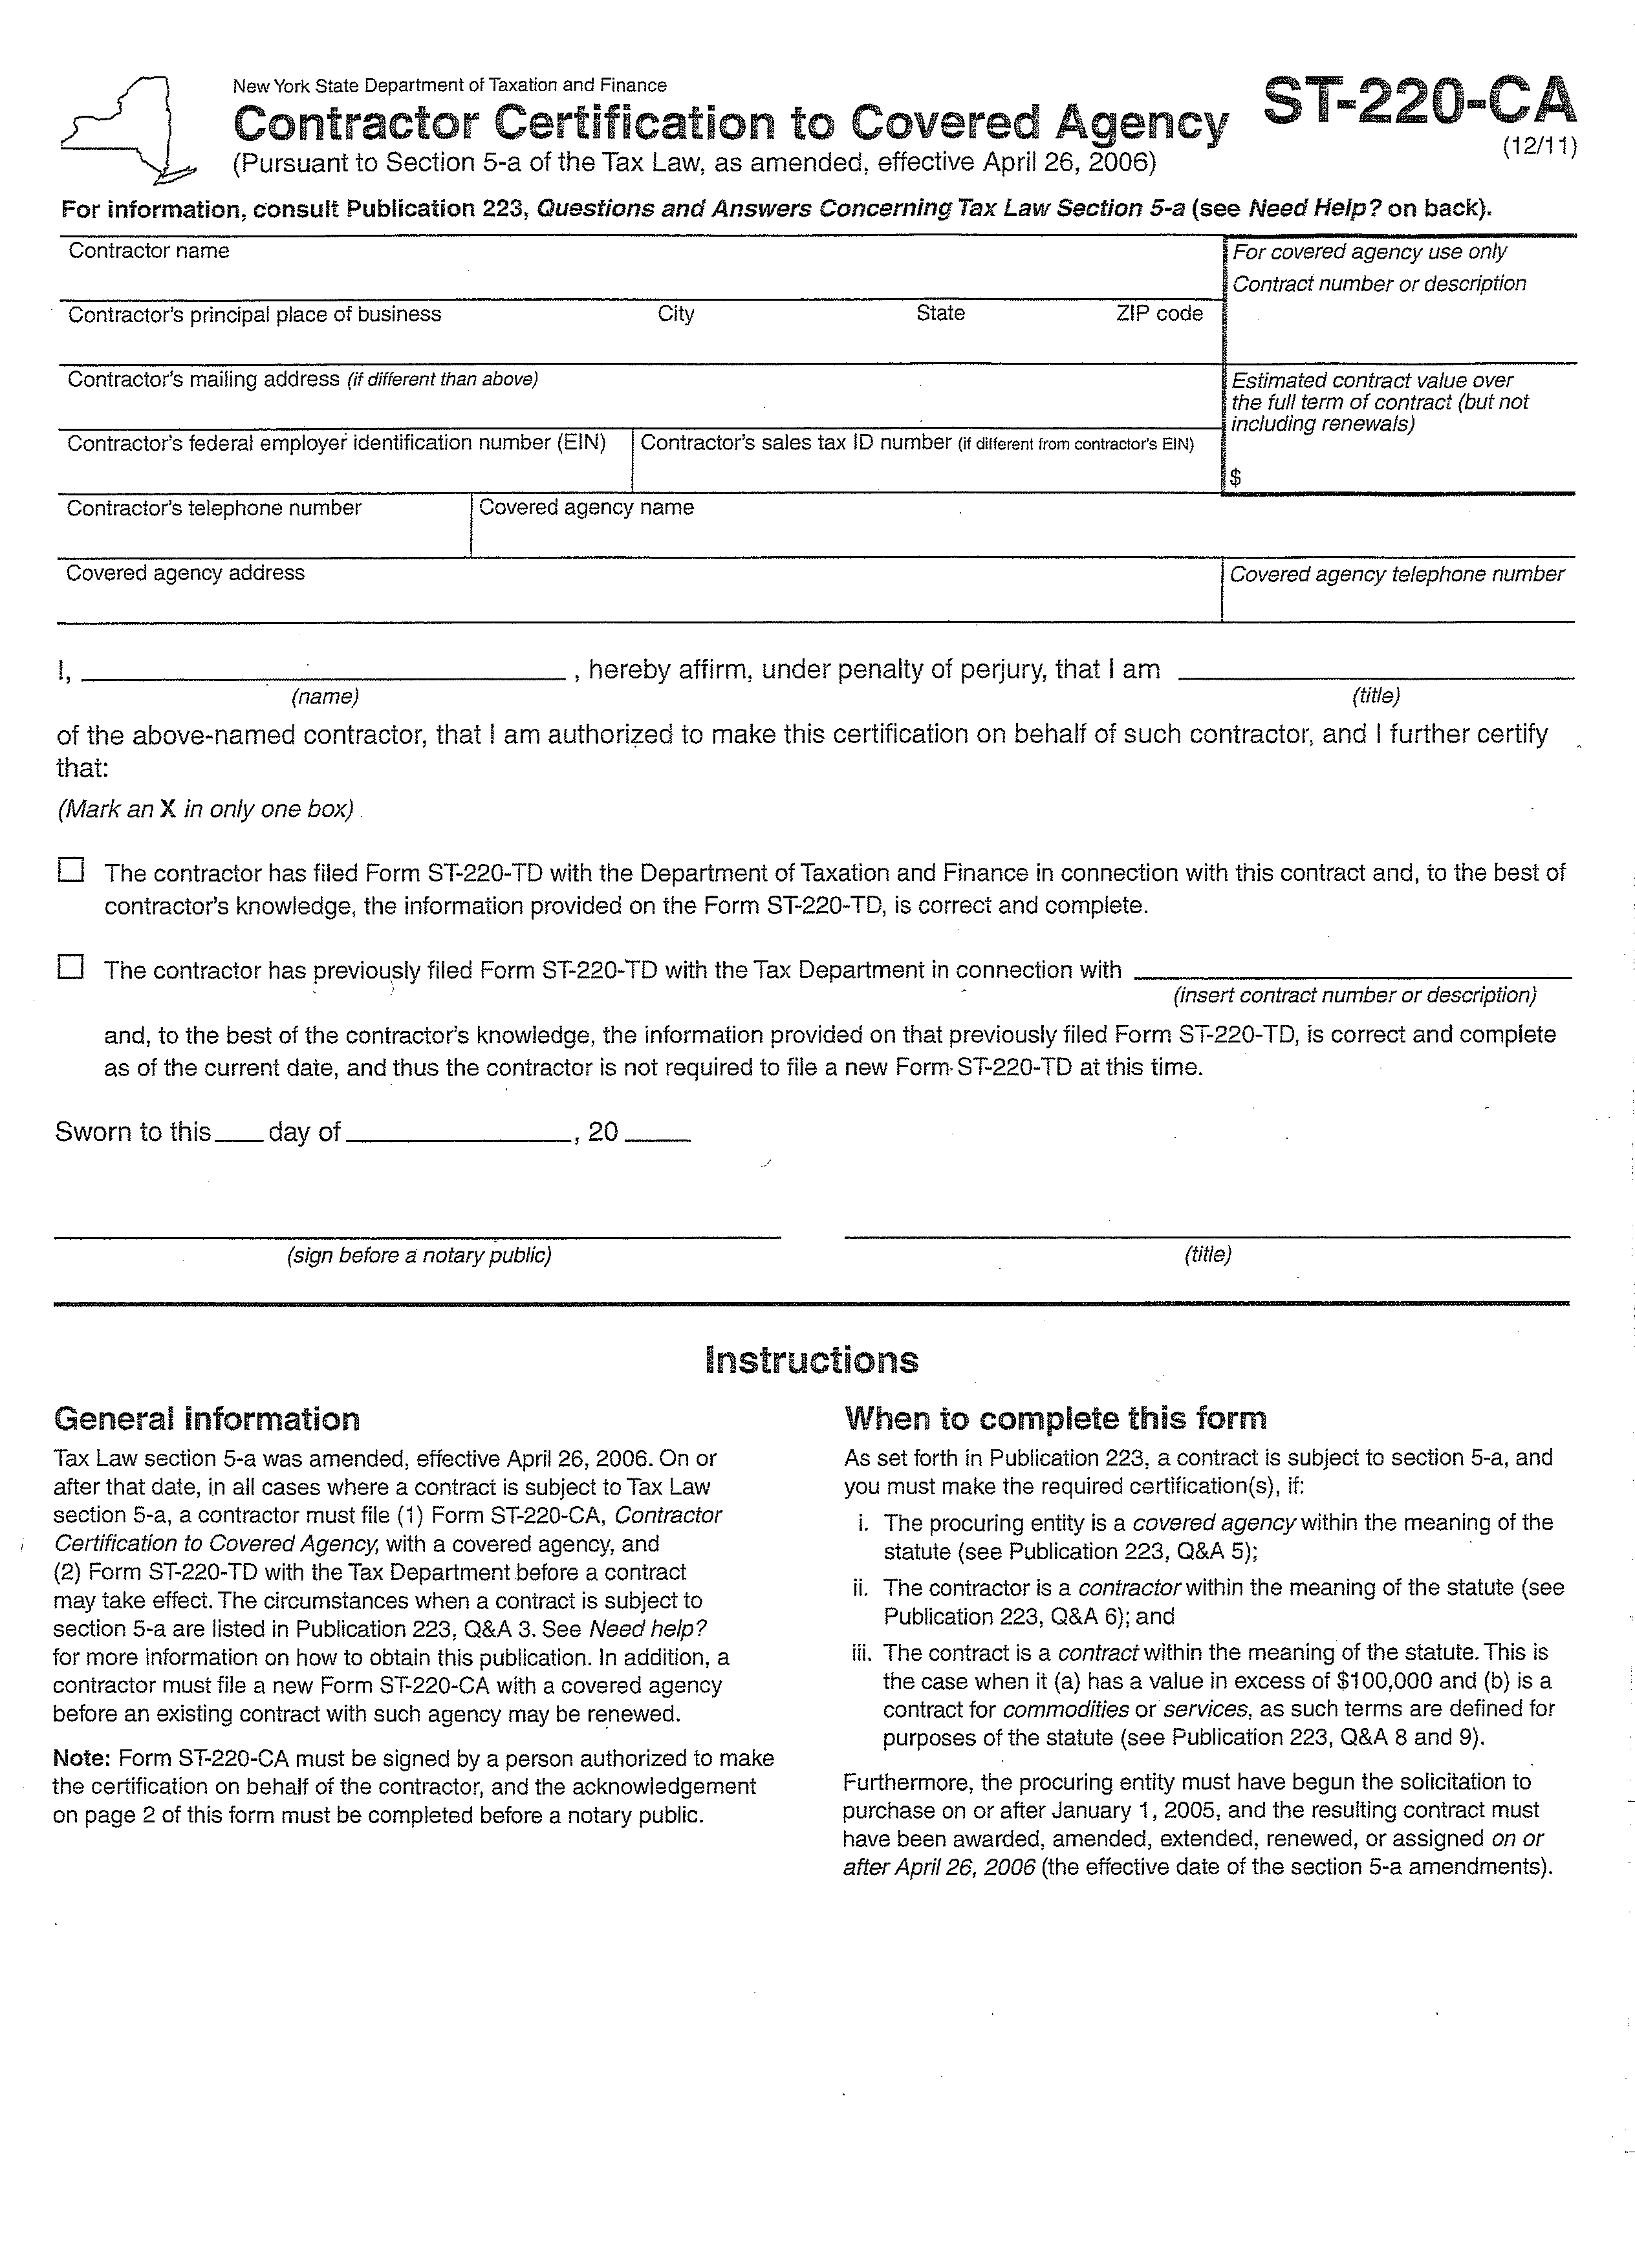 New York State Department of Taxation and Finance
Contractor Certification to Covered Agency
ST-220-CA
(Pursuant to Section 5-a of the Tax Law, as amended, effective April 26, 2006)
(12/11)
For information, consult Publication 223, Questions and Answers Concerning Tax Law Section 5-a (see Need Help? on back).
Contractor name
For covered agency use only
Contract number or description
Contractor's principal place of business City State ZIP code
Contractor's mailing address (if different than above)
Estimated contract value over
the full term of contract (but not
including renewals)
$
Contractor's federal employer identification number (EIN)
Contractor's sales tax ID number (if different from contractor's EIN)
Contractor's telephone number
Covered agency name
Covered agency address
Covered agency telephone number
I, ____ , hereby affirm, under penalty of perjury, that I am ____
(name) (title)
of the above-named contractor, that I am authorized to make this certification on behalf of such contractor, and I further certify
that:
(Mark an X in only one box)
☐ The contractor has filed Form ST-220-TD with the Department of Taxation and Finance in connection with this contract and, to the best of
contractor's knowledge, the information provided on the Form ST-220-TD, is correct and complete.
☐ The contractor has previously filed Form ST-220-TD with the Tax Department in connection with ____
(insert contract number or description)
and, to the best of the contractor's knowledge, the information provided on that previously filed Form ST-220-TD, is correct and complete
as of the current date, and thus the contractor is not required to file a new Form ST-220-TD at this time.
Sworn to this ____ day of ____, 20 ____
(sign before a notary public) (title)
Instructions
General information
Tax Law section 5-a was amended, effective April 26, 2006. On or
after that date, in all cases where a contract is subject to Tax Law
section 5-a, a contractor must file (1) Form ST-220-CA, Contractor
Certification to Covered Agency, with a covered agency, and
(2) Form ST-220-TD with the Tax Department before a contract
may take effect. The circumstances when a contract is subject to
section 5-a are listed in Publication 223, Q&A 3. See Need help?
for more information on how to obtain this publication. In addition, a
contractor must file a new Form ST-220-CA with a covered agency
before an existing contract with such agency may be renewed.
Note: Form ST-220-CA must be signed by a person authorized to make
the certification on behalf of the contractor, and the acknowledgement
on page 2 of this form must be completed before a notary public.
When to complete this form
As set forth in Publication 223, a contract is subject to section 5-a, and
you must make the required certification(s), if:
i. The procuring entity is a covered agency within the meaning of the
statute (see Publication 223, Q&A 5);
ii. The contractor is a contractor within the meaning of the statute (see
Publication 223, Q&A 6); and
iii. The contract is a contract within the meaning of the statute. This is
the case when it (a) has a value in excess of $100,000 and (b) is a
contract for commodities or services, as such terms are defined for
purposes of the statute (see Publication 223, Q&A 8 and 9).
Furthermore, the procuring entity must have begun the solicitation to
purchase on or after January 1, 2005, and the resulting contract must
have been awarded, amended, extended, renewed, or assigned on or
after April 26, 2006 (the effective date of the section 5-a amendments).